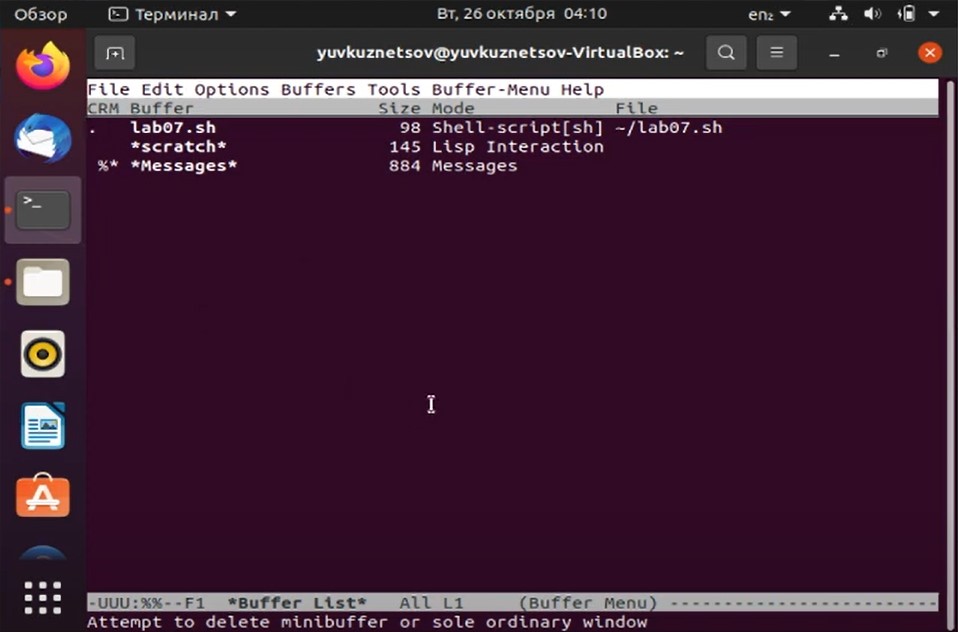 Обзор Терминал Вт, 26 октября 04:10 en₂
yuvkuznetsov@yuvkuznetsov-VirtualBox: ~
File Edit Options Buffers Tools Buffer-Menu Help
CRM Buffer Size Mode File
. lab07.sh 98 Shell-script[sh] ~/lab07.sh
*scratch* 145 Lisp Interaction
%* *Messages* 884 Messages
>_
-UUU:%%--F1 *Buffer List* All L1 (Buffer Menu) -------------------------
Attempt to delete minibuffer or sole ordinary window